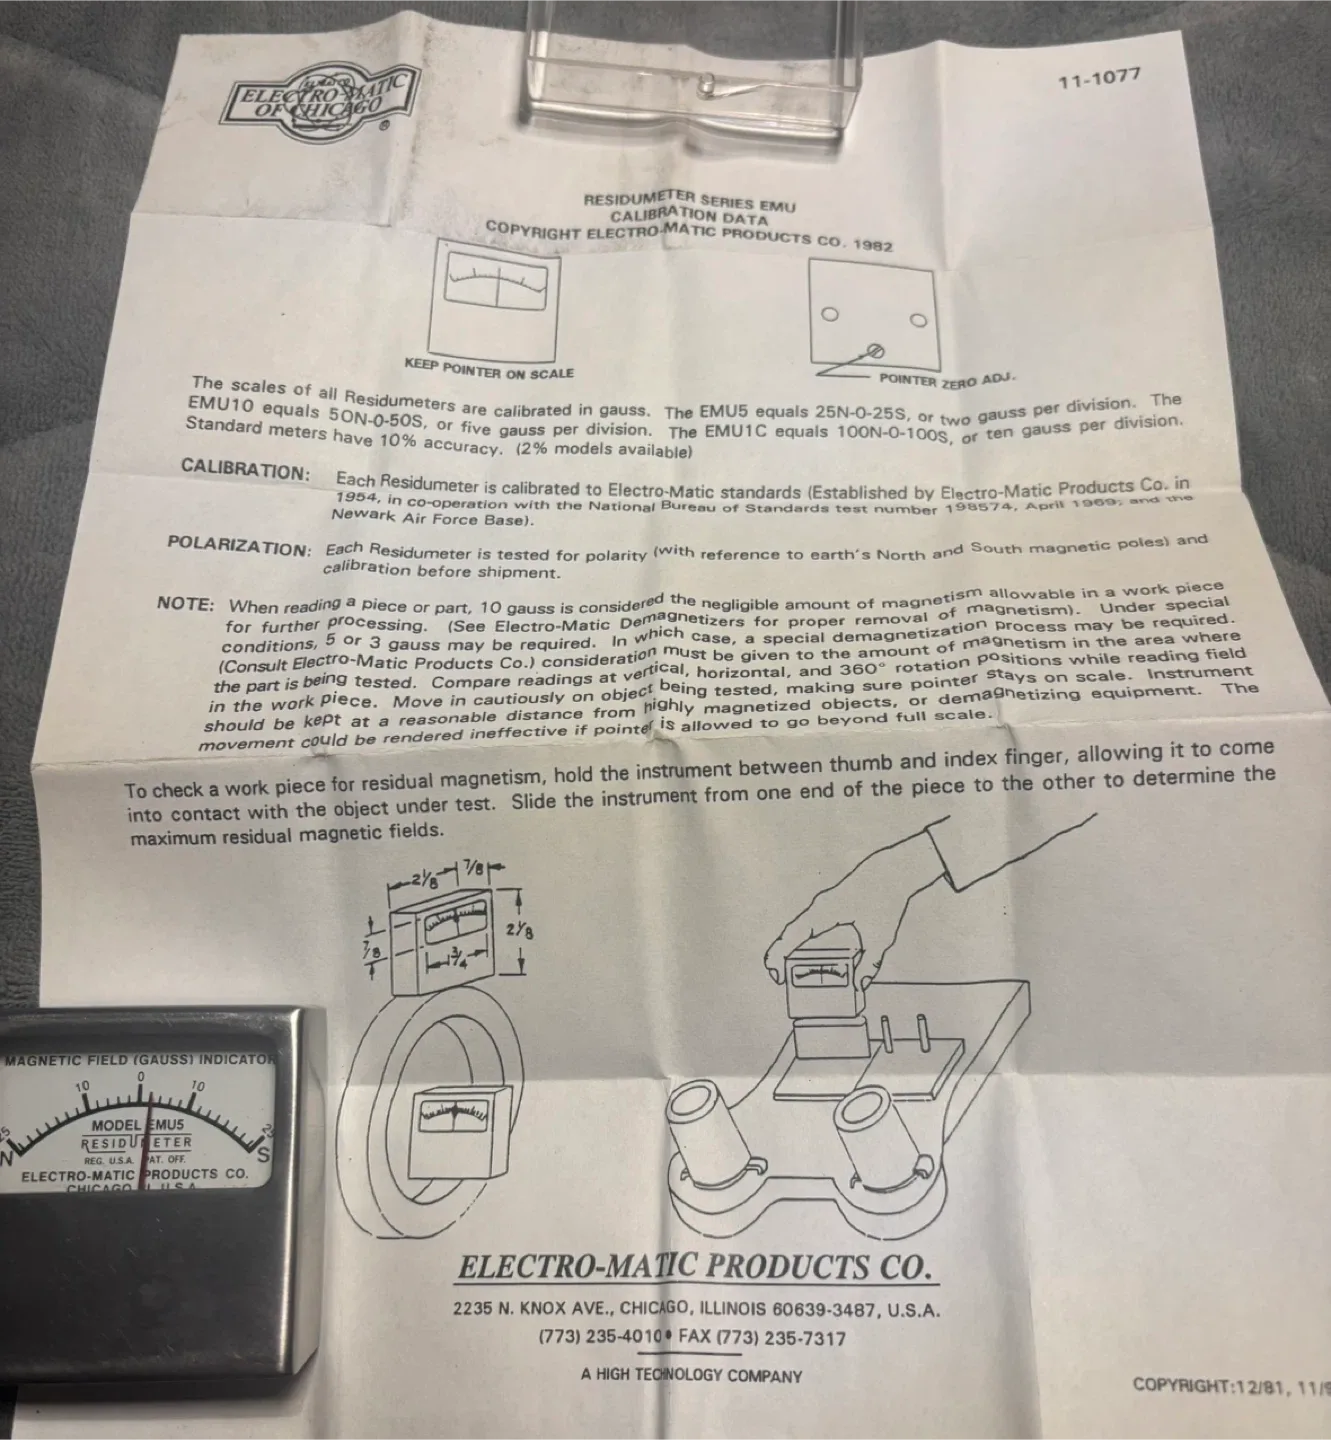 ELECTRO-MATIC
OF CHICAGO
®
11-1077
RESIDUMETER SERIES EMU
CALIBRATION DATA
COPYRIGHT ELECTRO-MATIC PRODUCTS CO. 1982
KEEP POINTER ON SCALE
POINTER ZERO ADJ.
The scales of all Residumeters are calibrated in gauss. The EMU5 equals 25N-0-25S, or two gauss per division. The
EMU10 equals 50N-0-50S, or five gauss per division. The EMU1C equals 100N-0-100S, or ten gauss per division.
Standard meters have 10% accuracy. (2% models available)
CALIBRATION: Each Residumeter is calibrated to Electro-Matic standards (Established by Electro-Matic Products Co. in
1954, in co-operation with the National Bureau of Standards test number 198574, April 1969, and the
Newark Air Force Base).
POLARIZATION: Each Residumeter is tested for polarity (with reference to earth's North and South magnetic poles) and
calibration before shipment.
NOTE: When reading a piece or part, 10 gauss is considered the negligible amount of magnetism allowable in a work piece
for further processing. (See Electro-Matic Demagnetizers for proper removal of magnetism). Under special
conditions, 5 or 3 gauss may be required. In which case, a special demagnetization process may be required.
(Consult Electro-Matic Products Co.) consideration must be given to the amount of magnetism in the area where
the part is being tested. Compare readings at vertical, horizontal, and 360° rotation positions while reading field
in the work piece. Move in cautiously on object being tested, making sure pointer stays on scale. Instrument
should be kept at a reasonable distance from highly magnetized objects, or demagnetizing equipment. The
movement could be rendered ineffective if pointer is allowed to go beyond full scale.
To check a work piece for residual magnetism, hold the instrument between thumb and index finger, allowing it to come
into contact with the object under test. Slide the instrument from one end of the piece to the other to determine the
maximum residual magnetic fields.
2 1/8
7/8
2 1/8
7/8
1 3/4
MAGNETIC FIELD (GAUSS) INDICATOR
10 0 10
25 25
N S
MODEL EMU5
RESIDUMETER
REG. U.S.A. PAT. OFF.
ELECTRO-MATIC PRODUCTS CO.
CHICAGO U.S.A.
ELECTRO-MATIC PRODUCTS CO.
2235 N. KNOX AVE., CHICAGO, ILLINOIS 60639-3487, U.S.A.
(773) 235-4010 • FAX (773) 235-7317
A HIGH TECHNOLOGY COMPANY
COPYRIGHT:12/81, 11/9